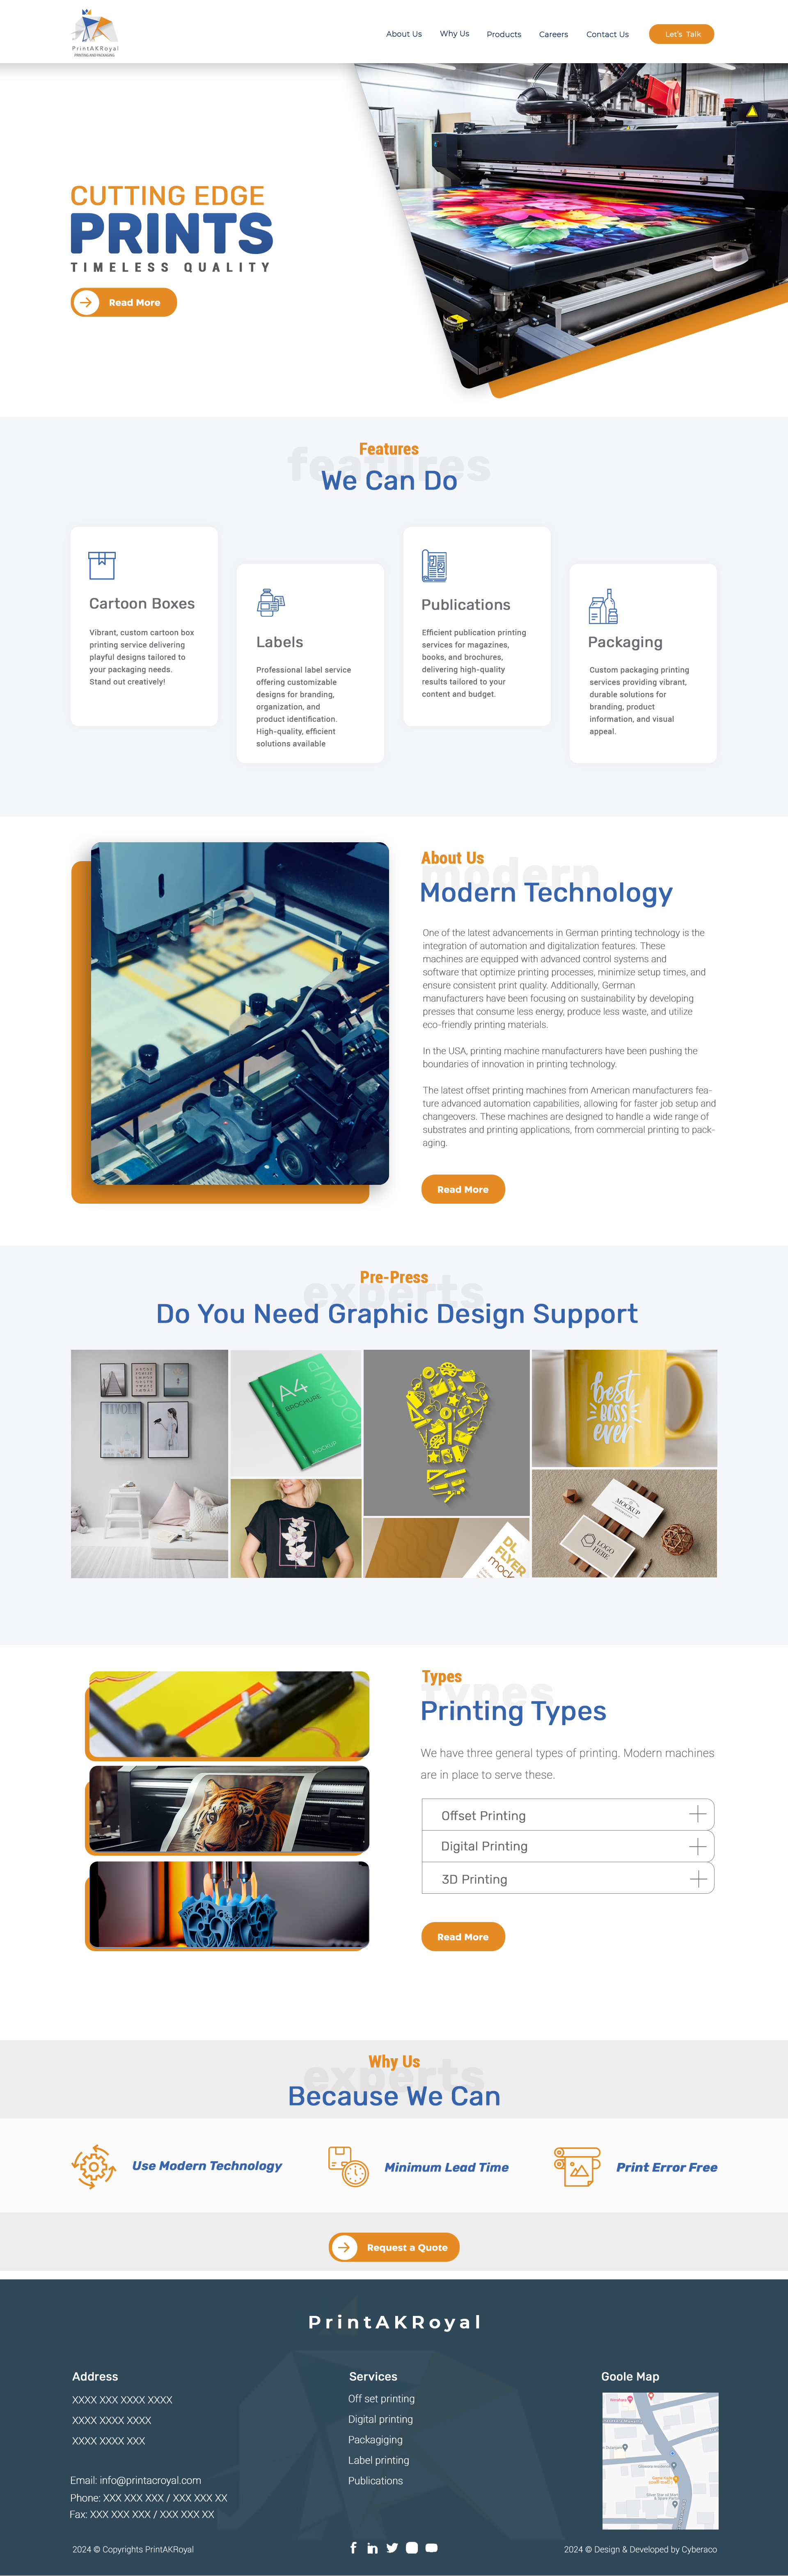 PrintAKRoyal
PRINTING AND PACKAGING
About Us
Why Us
Products
Careers
Contact Us
Let's Talk
CUTTING EDGE
PRINTS
TIMELESS QUALITY
Read More
features
Features
We Can Do
Cartoon Boxes
Vibrant, custom cartoon box
printing service delivering
playful designs tailored to
your packaging needs.
Stand out creatively!
Labels
Professional label service
offering customizable
designs for branding,
organization, and
product identification.
High-quality, efficient
solutions available
Publications
Efficient publication printing
services for magazines,
books, and brochures,
delivering high-quality
results tailored to your
content and budget.
Packaging
Custom packaging printing
services providing vibrant,
durable solutions for
branding, product
information, and visual
appeal.
modern
About Us
Modern Technology
One of the latest advancements in German printing technology is the
integration of automation and digitalization features. These
machines are equipped with advanced control systems and
software that optimize printing processes, minimize setup times, and
ensure consistent print quality. Additionally, German
manufacturers have been focusing on sustainability by developing
presses that consume less energy, produce less waste, and utilize
eco-friendly printing materials.
In the USA, printing machine manufacturers have been pushing the
boundaries of innovation in printing technology.
The latest offset printing machines from American manufacturers fea-
ture advanced automation capabilities, allowing for faster job setup and
changeovers. These machines are designed to handle a wide range of
substrates and printing applications, from commercial printing to pack-
aging.
Read More
experts
Pre-Press
Do You Need Graphic Design Support
TIVOLI
A4
BROCHURE
MOCKUP
MOCKUP
best
boss
ever
DL
FLYER
mock
MOCKUP
LOGO
HERE
types
Types
Printing Types
We have three general types of printing. Modern machines
are in place to serve these.
Offset Printing
Digital Printing
3D Printing
Read More
experts
Why Us
Because We Can
Use Modern Technology
Minimum Lead Time
Print Error Free
Request a Quote
PrintAKRoyal
Address
XXXX XXX XXXX XXXX
XXXX XXXX XXXX
XXXX XXXX XXX
Email: info@printacroyal.com
Phone: XXX XXX XXX / XXX XXX XX
Fax: XXX XXX XXX / XXX XXX XX
Services
Off set printing
Digital printing
Packagiging
Label printing
Publications
Goole Map
2024 © Copyrights PrintAKRoyal
2024 © Design & Developed by Cyberaco